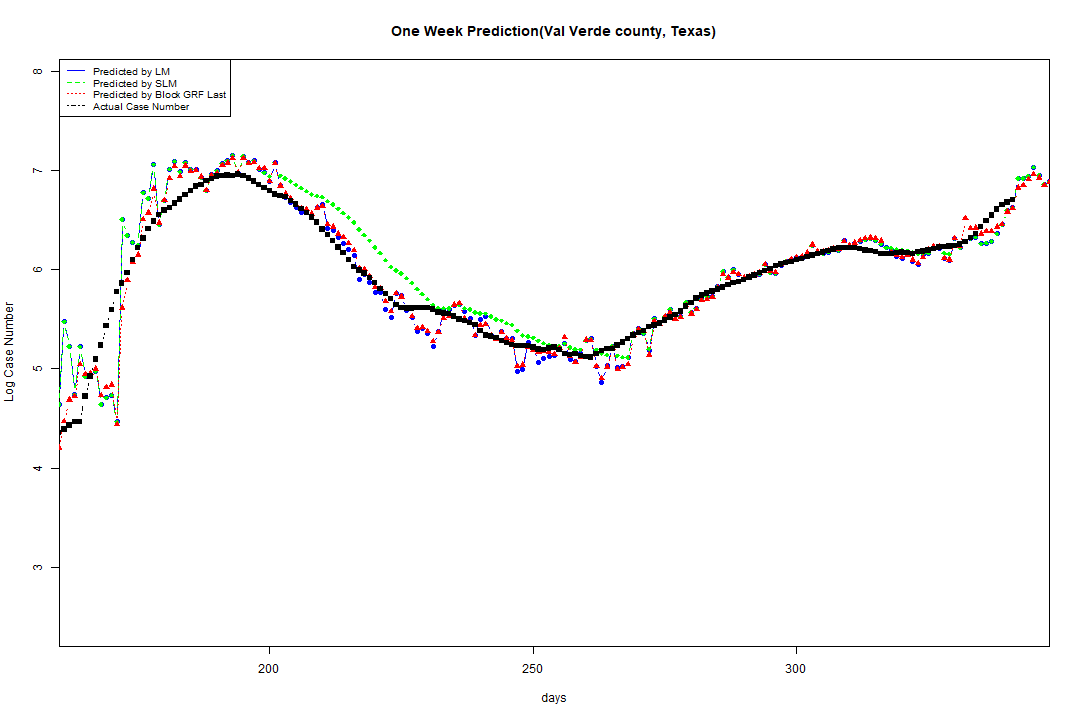 One Week Prediction(Val Verde county, Texas)
Predicted by LM
Predicted by SLM
Predicted by Block GRF Last
Actual Case Number
8
7
6
5
4
3
Log Case Number
200 250 300
days